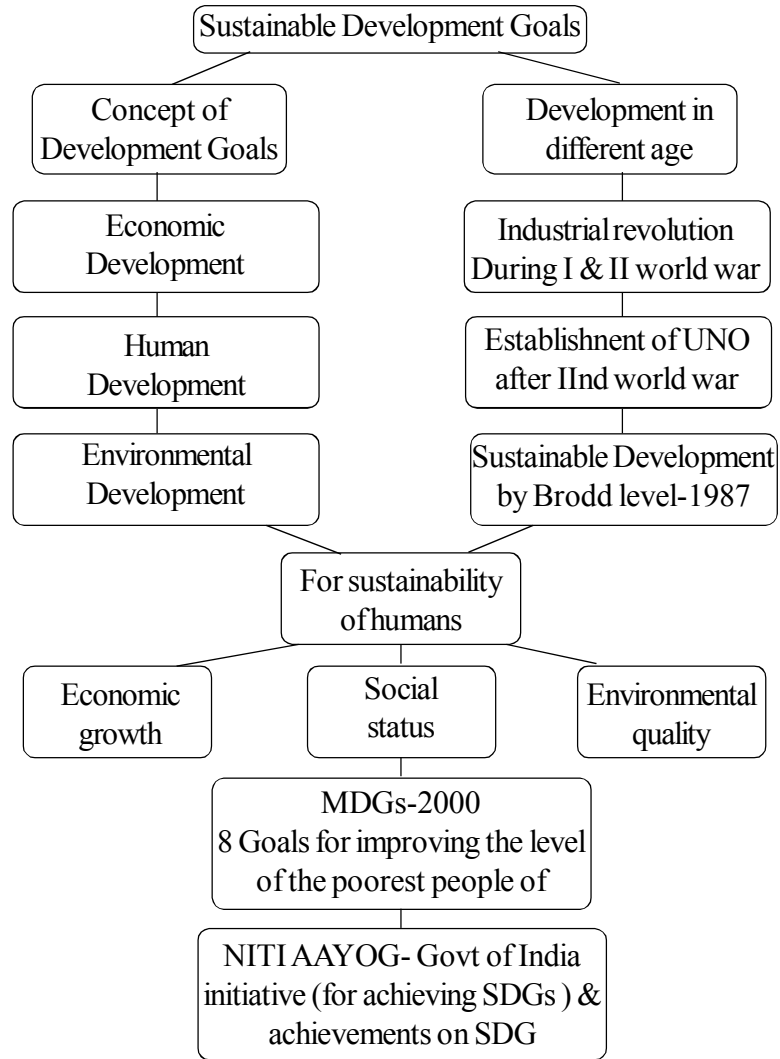 Sustainable Development Goals
Concept of
Development Goals
Development in
different age
Economic
Development
Industrial revolution
During I & II world war
Human
Development
Establishnent of UNO
after IInd world war
Environmental
Development
Sustainable Development
by Brodd level-1987
For sustainability
of humans
Economic
growth
Social
status
Environmental
quality
MDGs-2000
8 Goals for improving the level
of the poorest people of
NITI AAYOG- Govt of India
initiative (for achieving SDGs ) &
achievements on SDG